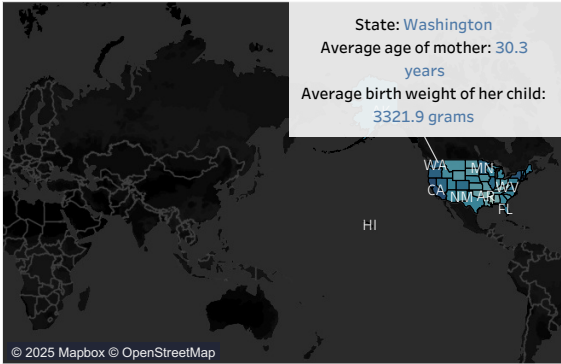 State: Washington
Average age of mother: 30.3
years
Average birth weight of her child:
3321.9 grams
WA
MN
CA
WV
NM
AR
FL
HI
© 2025 Mapbox © OpenStreetMap